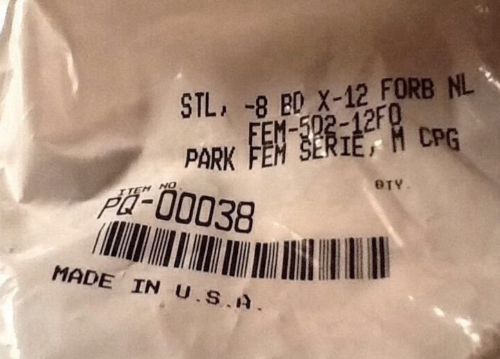 STL, -8 BD X-12 FORB NL
FEM-502-12FO
PARK FEM SERIE, M CPG
QTY.
ITEM NO.
PQ-00038
MADE IN U.S.A.